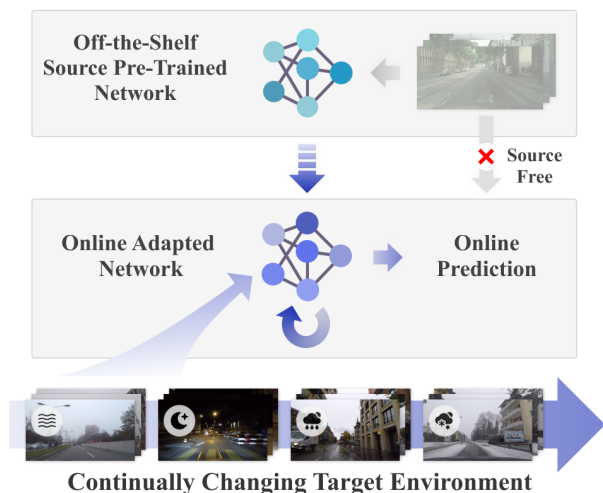 Off-the-Shelf
Source Pre-Trained
Network
Source
Free
Online Adapted
Network
Online
Prediction
Continually Changing Target Environment